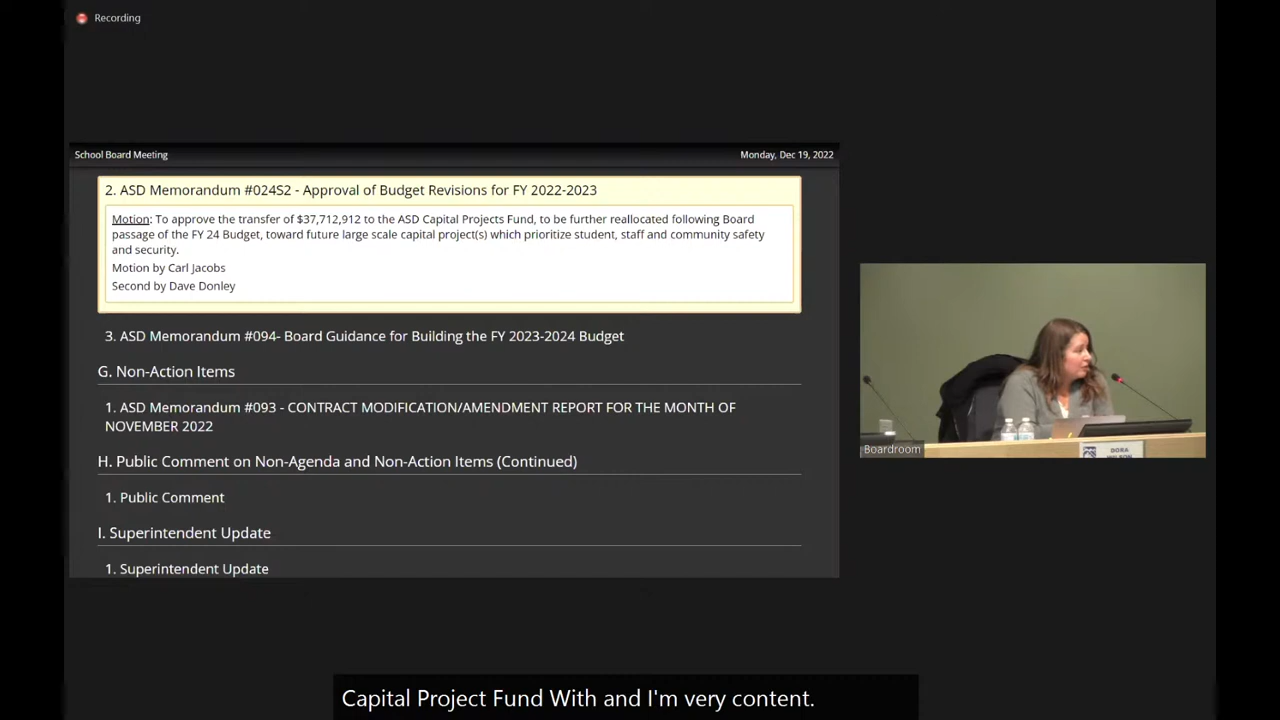 Recording
School Board Meeting
Monday, Dec 19, 2022
2. ASD Memorandum #024S2 - Approval of Budget Revisions for FY 2022-2023
Motion: To approve the transfer of $37,712,912 to the ASD Capital Projects Fund, to be further reallocated following Board
passage of the FY 24 Budget, toward future large scale capital project(s) which prioritize student, staff and community safety
and security.
Motion by Carl Jacobs
Second by Dave Donley
3. ASD Memorandum #094- Board Guidance for Building the FY 2023-2024 Budget
G. Non-Action Items
1. ASD Memorandum #093 - CONTRACT MODIFICATION/AMENDMENT REPORT FOR THE MONTH OF
NOVEMBER 2022
H. Public Comment on Non-Agenda and Non-Action Items (Continued)
1. Public Comment
I. Superintendent Update
1. Superintendent Update
Boardroom
DORA
WILSON
Capital Project Fund With and I'm very content.